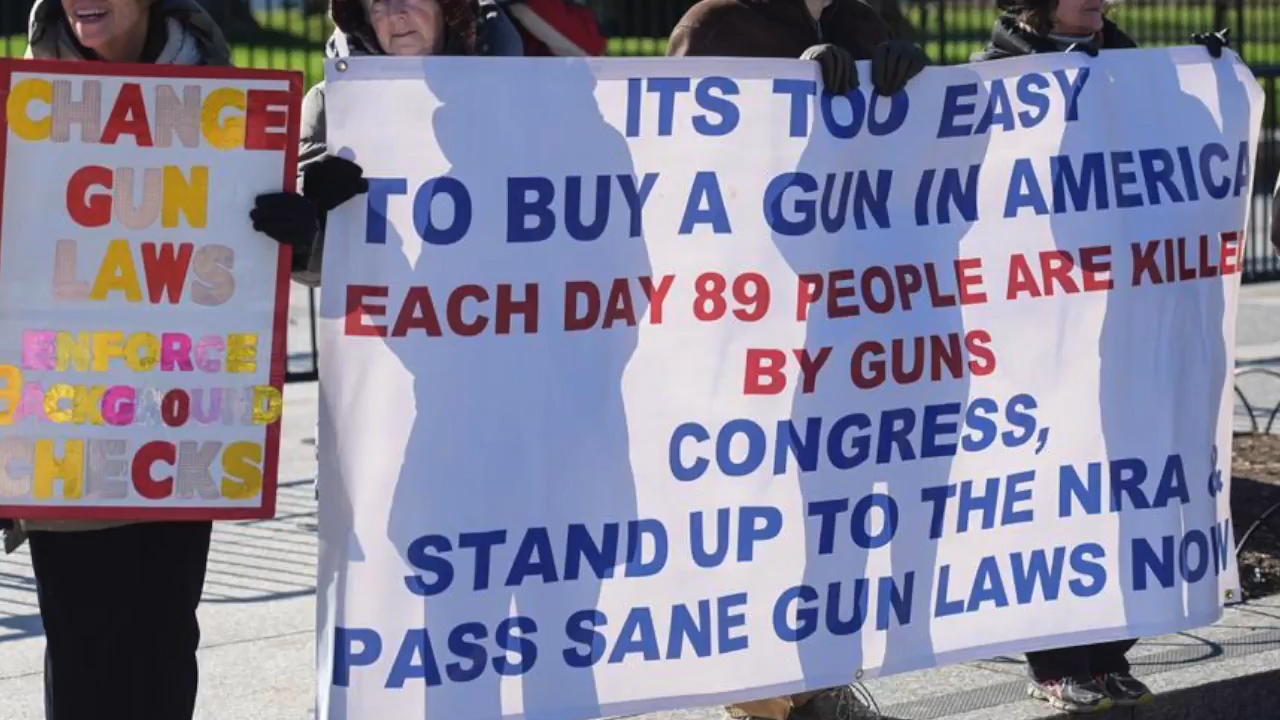 CHANGE
GUN
LAWS
ENFORCE
BACKGROUND
CHECKS
ITS TOO EASY
TO BUY A GUN IN AMERICA
EACH DAY 89 PEOPLE ARE KILLE
BY GUNS
CONGRESS,
STAND UP TO THE NRA &
PASS SANE GUN LAWS NOW